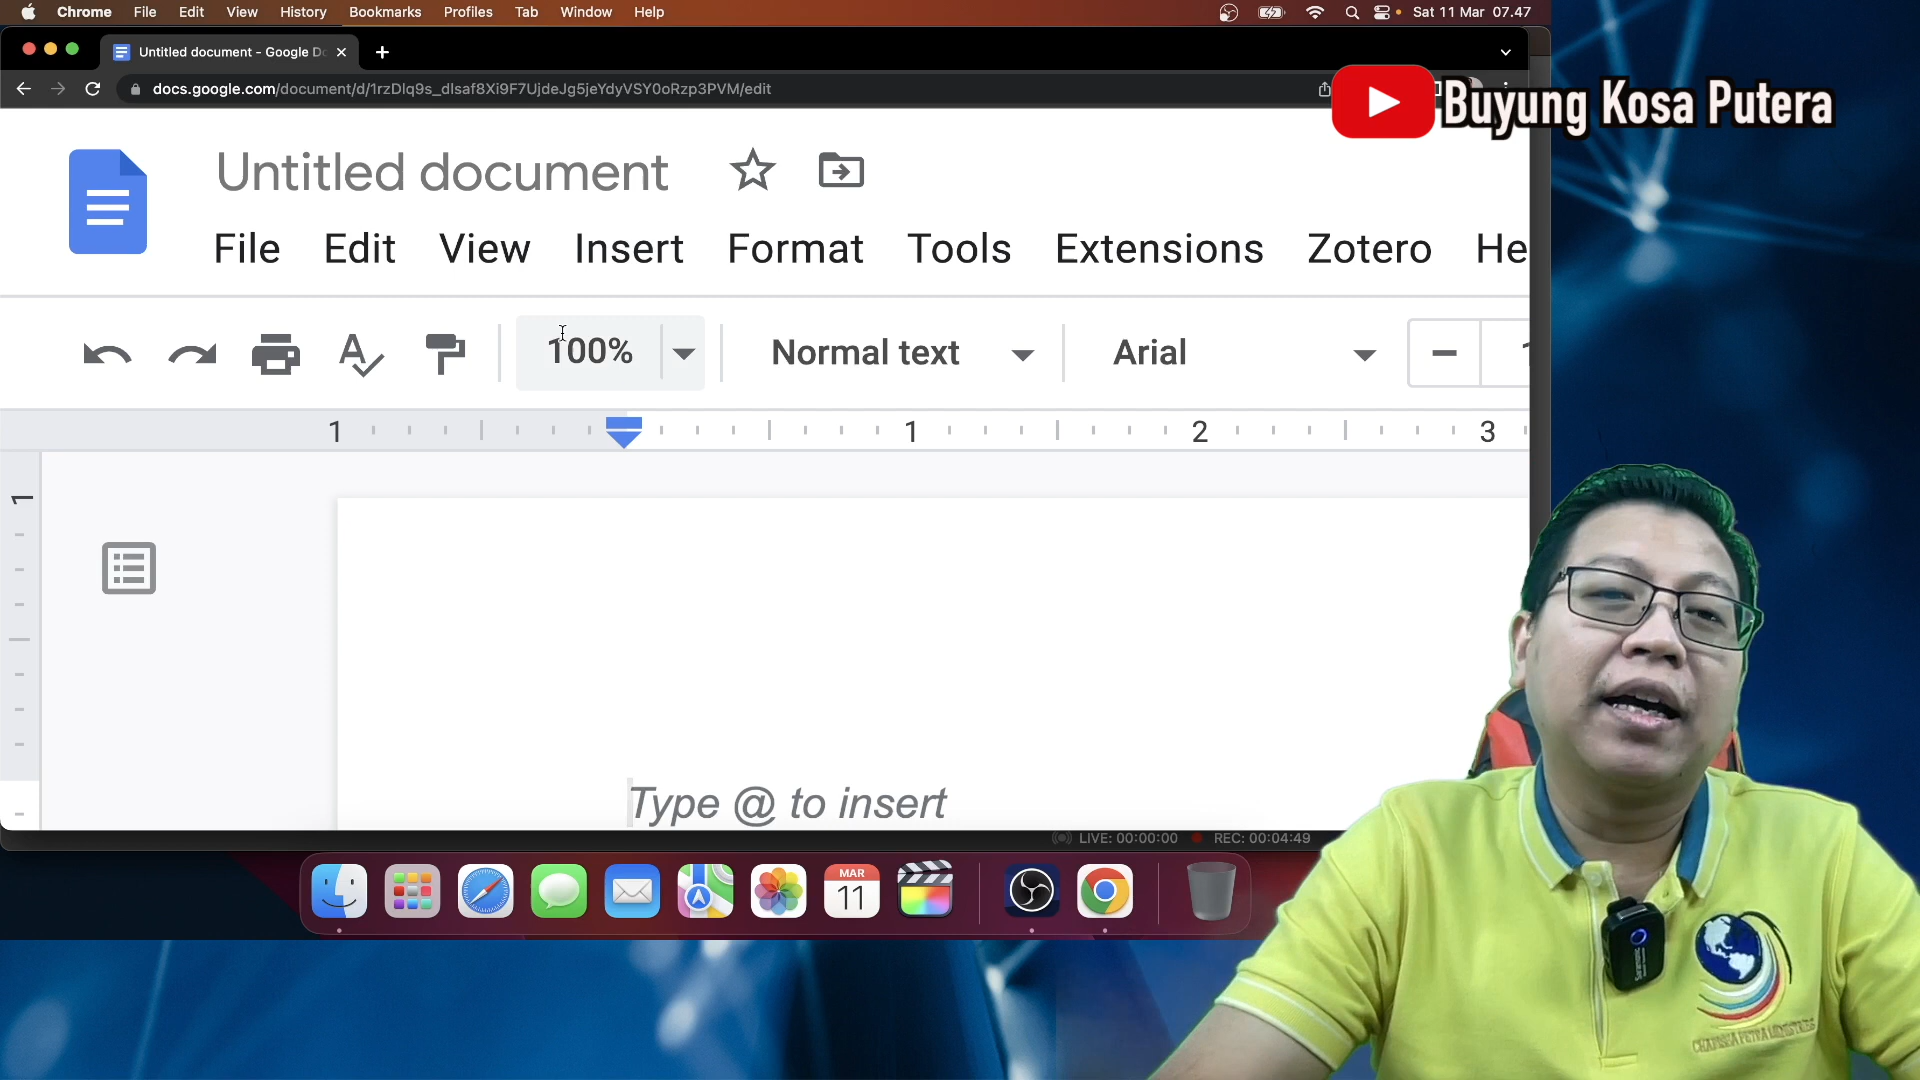 Chrome File Edit View History Bookmarks Profiles Tab Window Help Sat 11 Mar 07.47
Untitled document - Google Do
docs.google.com/document/d/1rzDlq9s_dlsaf8Xi9F7UjdeJg5jeYdyVSY0oRzp3PVM/edit
Buyung Kosa Putera
Untitled document
File Edit View Insert Format Tools Extensions Zotero He
100% Normal text Arial
1 1 2 3
1
Type @ to insert
LIVE: 00:00:00 REC: 00:04:49
MAR
11